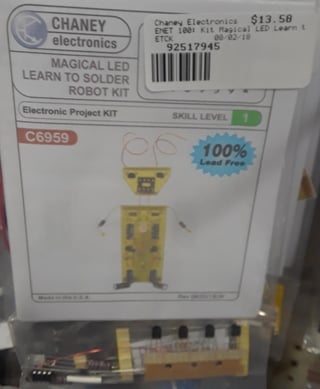 CHANEY
electronics
Chaney Electronics $13.58
ENET 100: Kit Magical LED Learn t
ETCK 08/02/18
92517945
MAGICAL LED
LEARN TO SOLDER
ROBOT KIT
Electronic Project KIT SKILL LEVEL 1
C6959
100%
Lead Free
Made in the U.S.A.